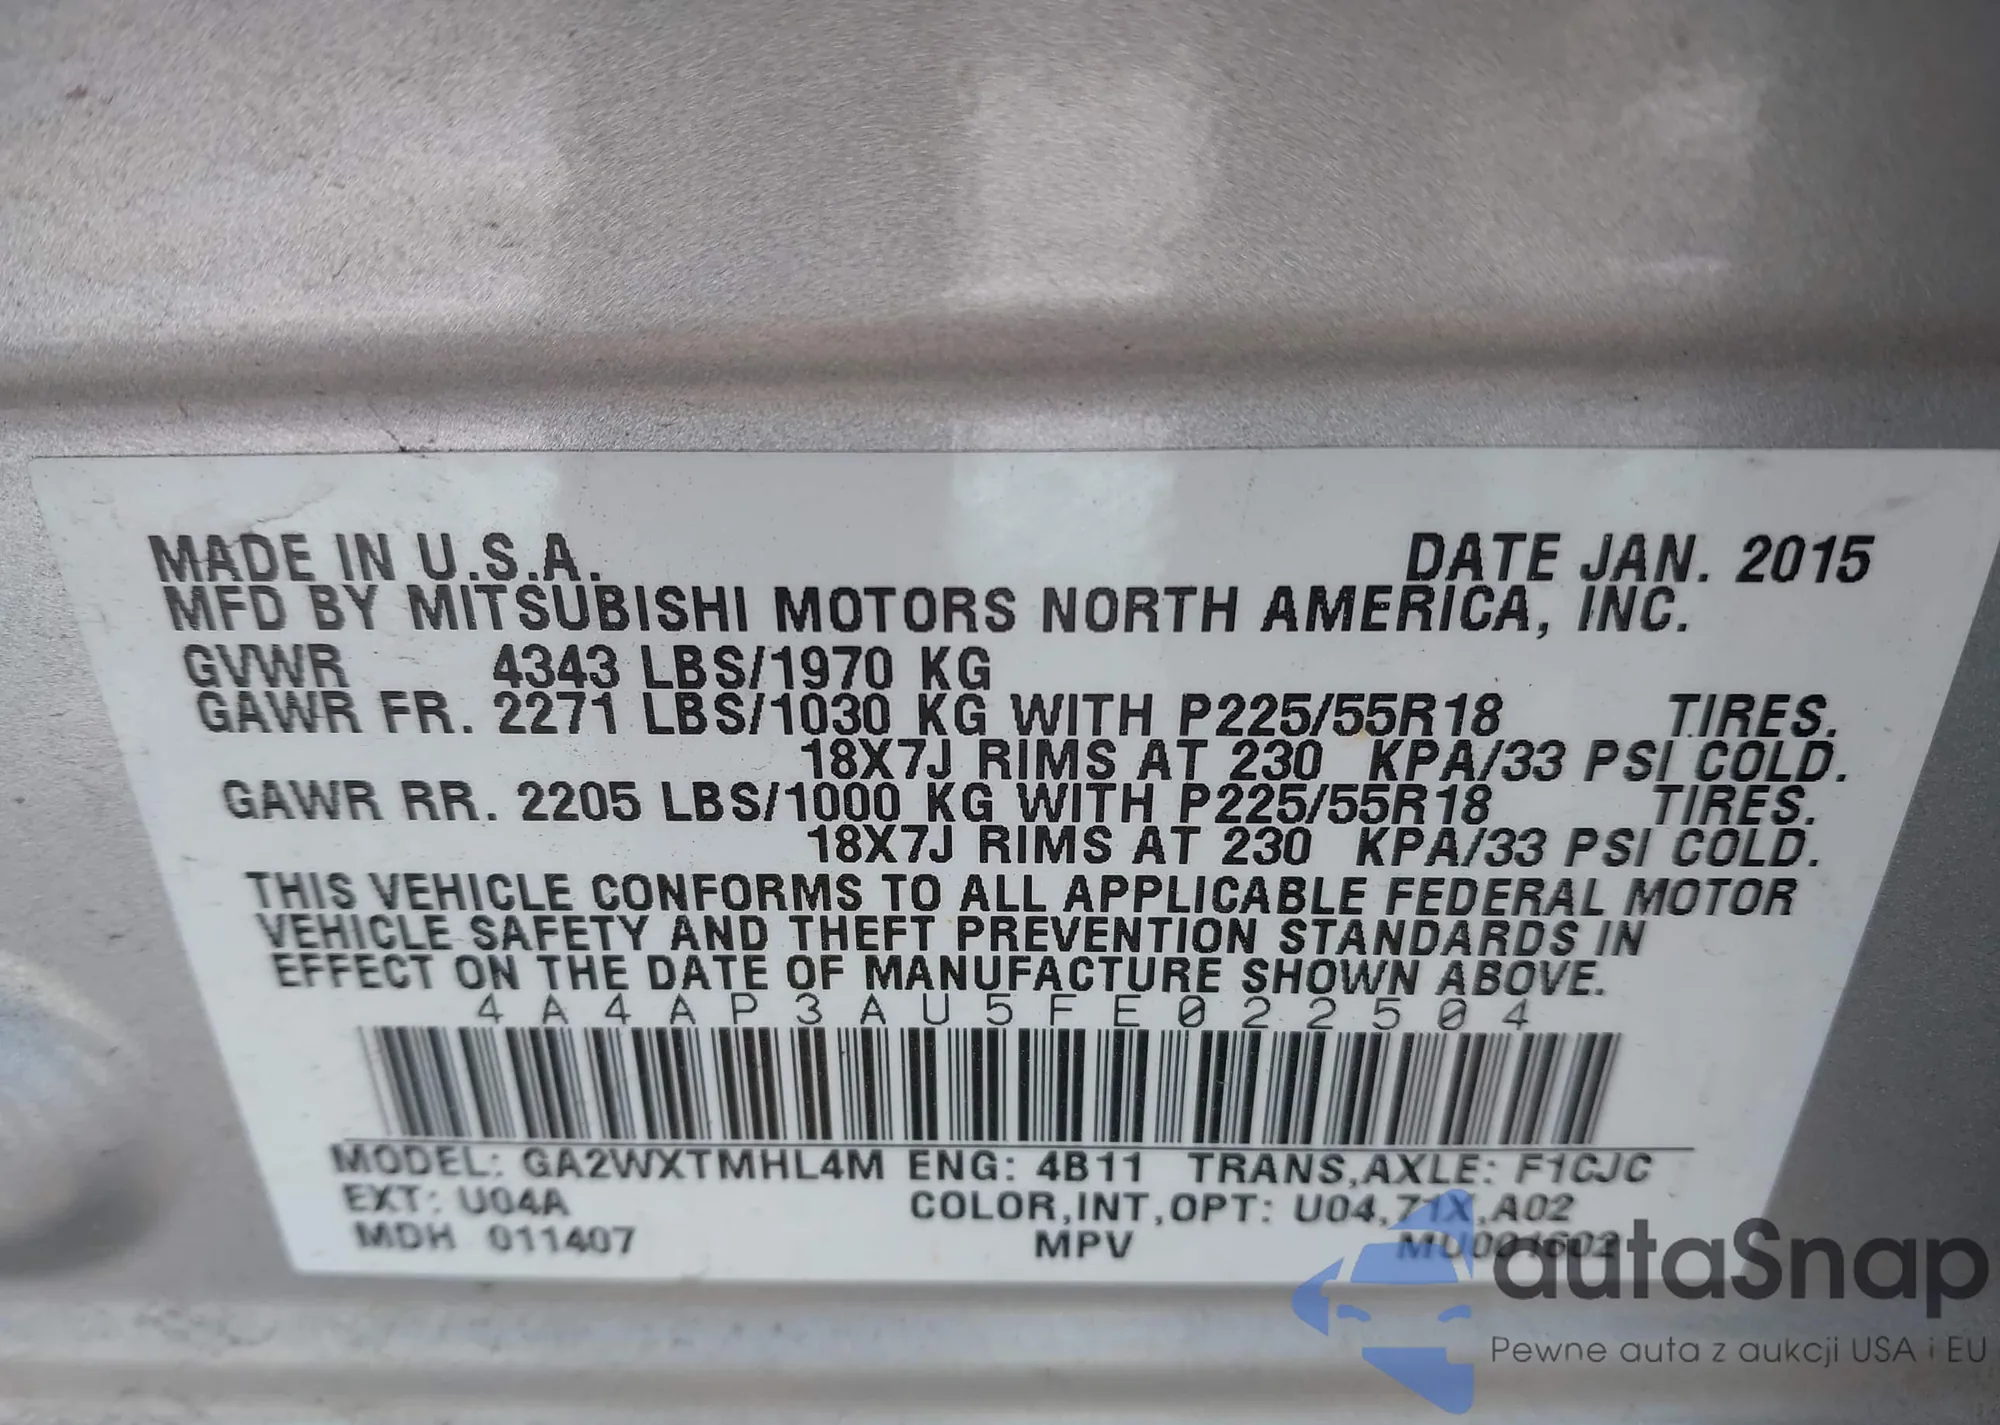 MADE IN U.S.A. DATE JAN. 2015
MFD BY MITSUBISHI MOTORS NORTH AMERICA, INC.
GVWR 4343 LBS/1970 KG
GAWR FR. 2271 LBS/1030 KG WITH P225/55R18 TIRES.
18X7J RIMS AT 230 KPA/33 PSI COLD.
GAWR RR. 2205 LBS/1000 KG WITH P225/55R18 TIRES.
18X7J RIMS AT 230 KPA/33 PSI COLD.
THIS VEHICLE CONFORMS TO ALL APPLICABLE FEDERAL MOTOR
VEHICLE SAFETY AND THEFT PREVENTION STANDARDS IN
EFFECT ON THE DATE OF MANUFACTURE SHOWN ABOVE.
4A4AP3AU5FE022504
MODEL: GA2WXTMHL4M ENG: 4B11 TRANS,AXLE: F1CJC
EXT: U04A COLOR,INT,OPT: U04,71X,A02
MDH 011407 MPV MU001602
autaSnap
Pewne auta z aukcji USA i EU